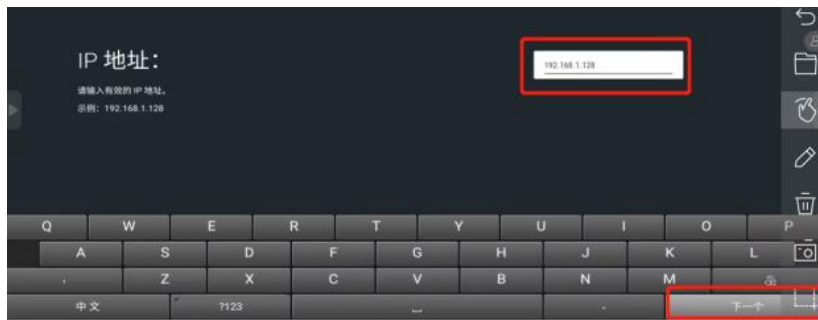 IP 地址：
192.168.1.128
请输入有效的 IP 地址。
示例：192.168.1.128
Q W E R T Y U I O P
A S D F G H J K L
, Z X C V B N M
中文 ?123 . 下一个